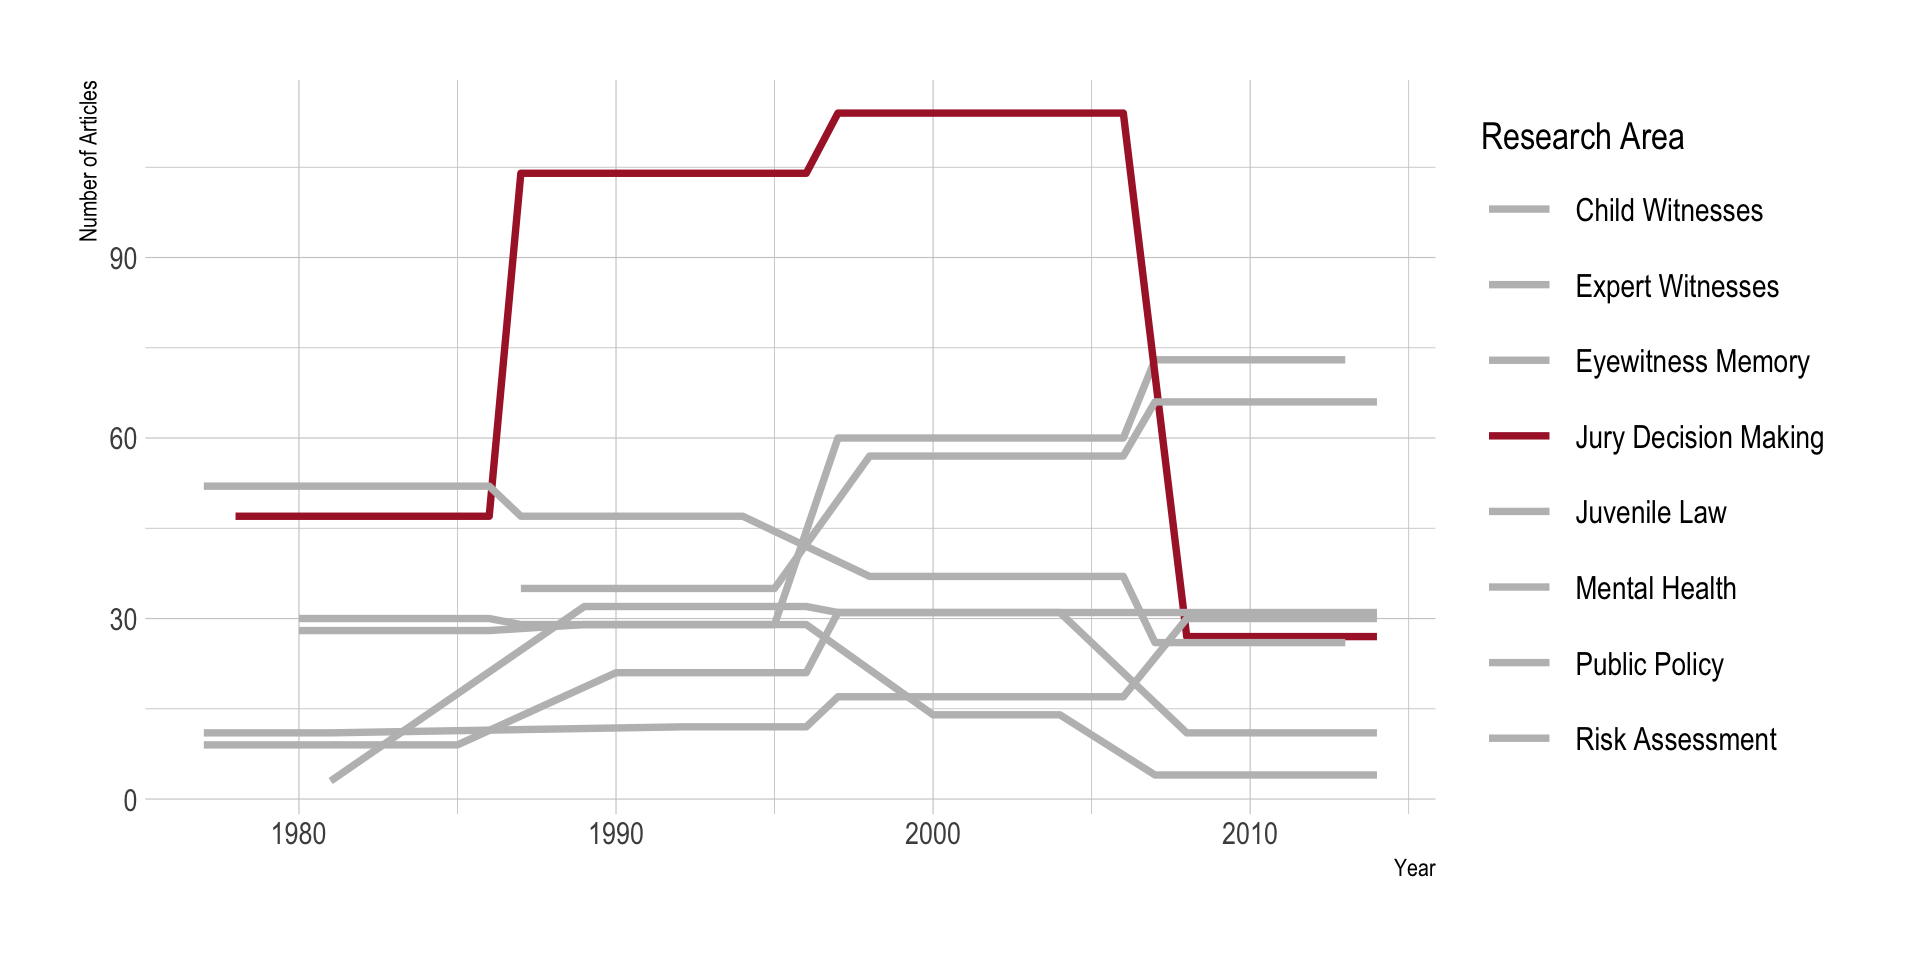 Number of Articles
90
60
30
0
1980 1990 2000 2010
Year
Research Area
Child Witnesses
Expert Witnesses
Eyewitness Memory
Jury Decision Making
Juvenile Law
Mental Health
Public Policy
Risk Assessment